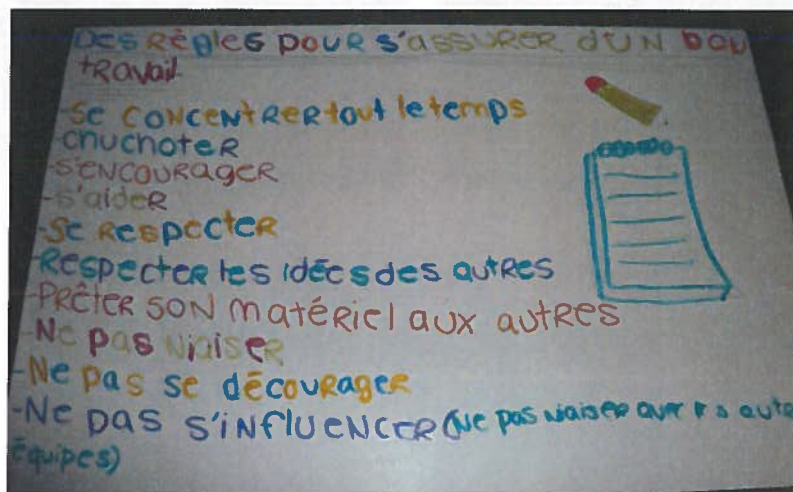 Des Règles pour s'assurer d'un bon
travail
-Se concentrer tout le temps
chuchoter
-s'encourager
-s'aider
-Se Respecter
-Respecter les idées des autres
-Prêter son matériel aux autres
-Ne pas niaiser
-Ne pas se décourager
-Ne pas s'influencer (Ne pas niaiser avec les autr
équipes)